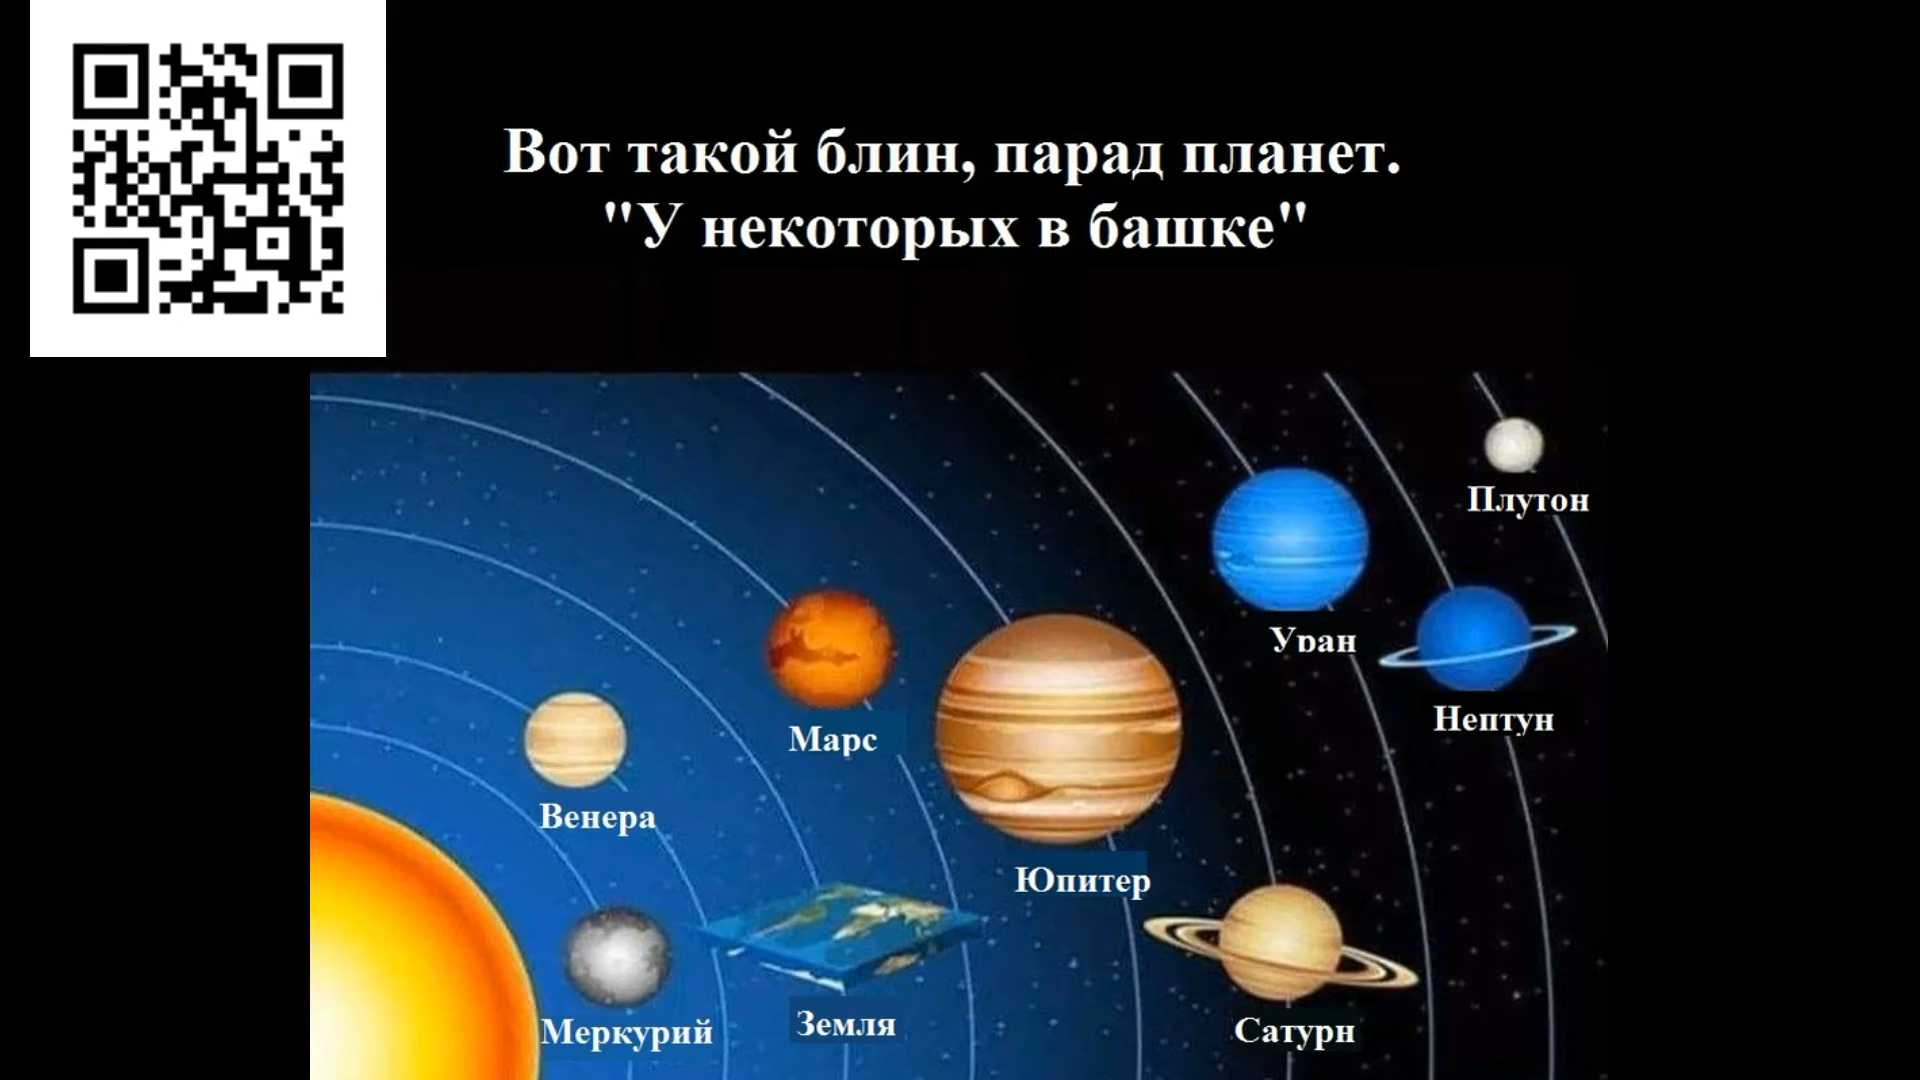 Вот такой блин, парад планет.
"У некоторых в башке"
Плутон
Уран
Нептун
Марс
Венера
Юпитер
Земля
Меркурий
Сатурн